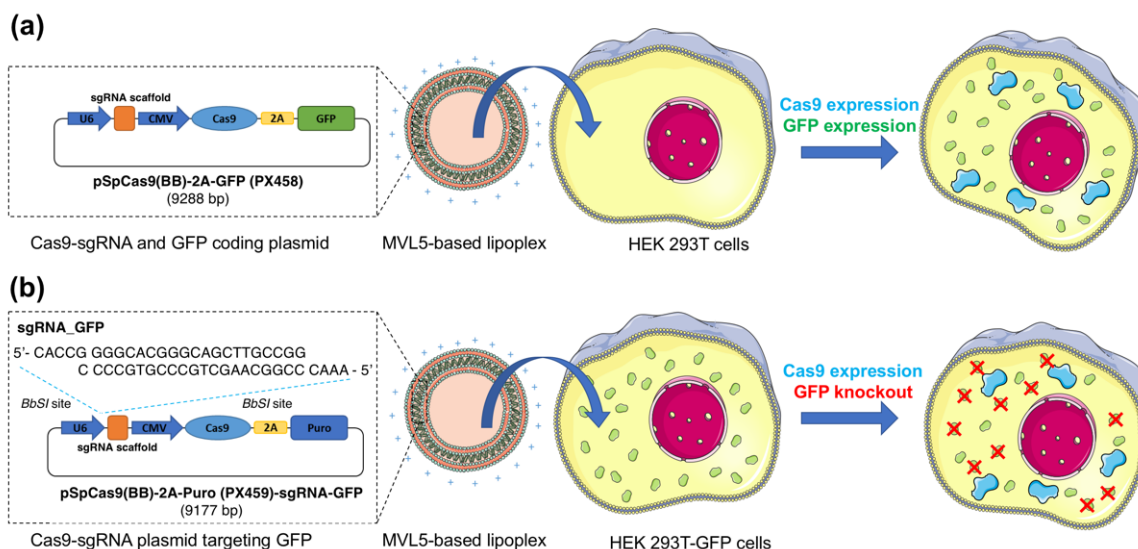 (a)
sgRNA scaffold
U6 CMV Cas9 2A GFP
pSpCas9(BB)-2A-GFP (PX458)
(9288 bp)
Cas9-sgRNA and GFP coding plasmid
MVL5-based lipoplex
HEK 293T cells
Cas9 expression
GFP expression
(b)
sgRNA_GFP
5'- CACCG GGGCACGGGCAGCTTGCCGG
C CCCGTGCCCGTCGAACGGCC CAAA - 5'
BbSI site BbSI site
U6 CMV Cas9 2A Puro
sgRNA scaffold
pSpCas9(BB)-2A-Puro (PX459)-sgRNA-GFP
(9177 bp)
Cas9-sgRNA plasmid targeting GFP
MVL5-based lipoplex
HEK 293T-GFP cells
Cas9 expression
GFP knockout